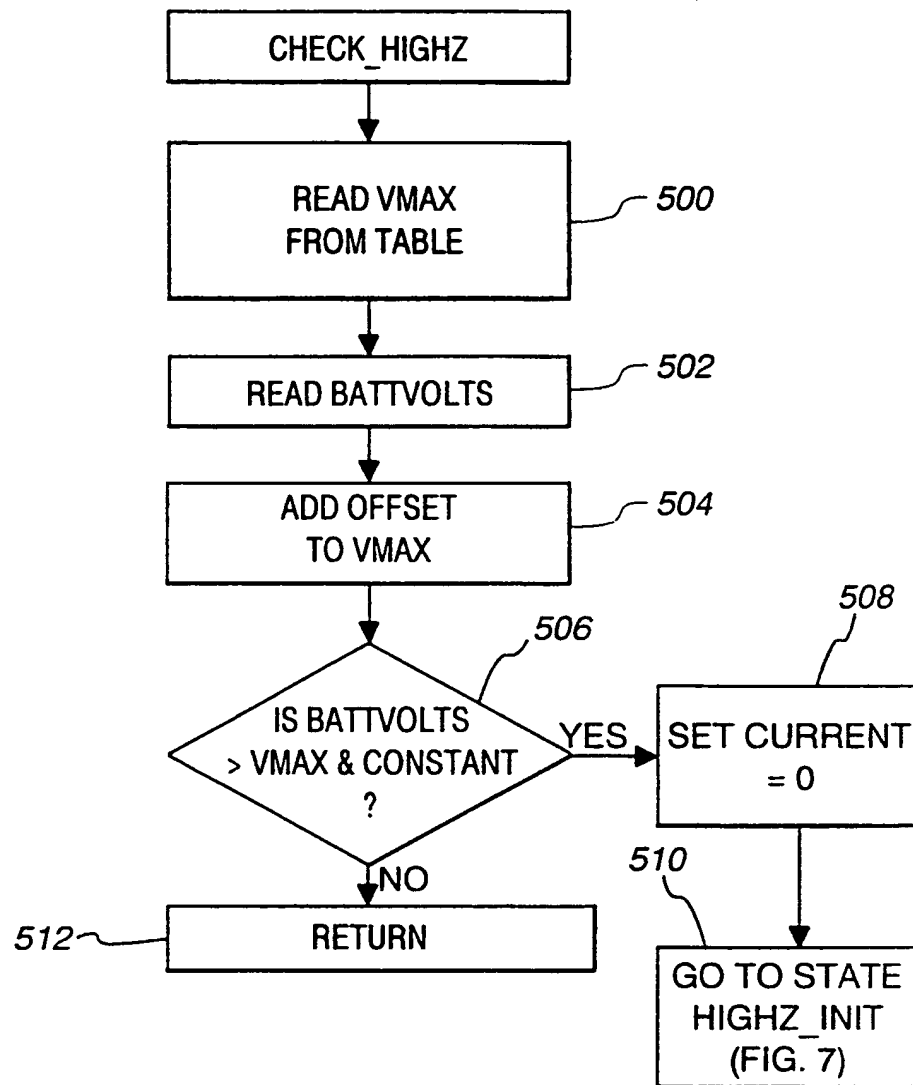 CHECK_HIGHZ
READ VMAX
FROM TABLE
500
READ BATTVOLTS
502
ADD OFFSET
TO VMAX
504
506
IS BATTVOLTS
> VMAX & CONSTANT
?
YES
508
SET CURRENT
= 0
NO
512
RETURN
510
GO TO STATE
HIGHZ_INIT
(FIG. 7)